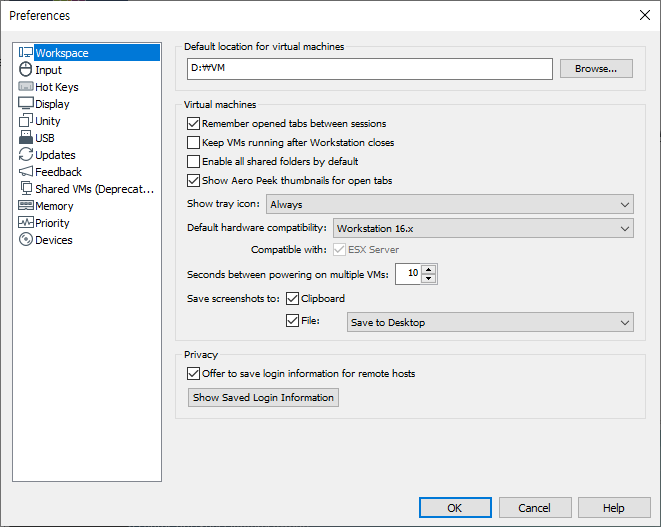 Preferences
Workspace
Input
Hot Keys
Display
Unity
USB
Updates
Feedback
Shared VMs (Deprecat...
Memory
Priority
Devices
Default location for virtual machines
D:₩VM
Browse...
Virtual machines
Remember opened tabs between sessions
Keep VMs running after Workstation closes
Enable all shared folders by default
Show Aero Peek thumbnails for open tabs
Show tray icon: Always
Default hardware compatibility: Workstation 16.x
Compatible with: ESX Server
Seconds between powering on multiple VMs: 10
Save screenshots to: Clipboard
File: Save to Desktop
Privacy
Offer to save login information for remote hosts
Show Saved Login Information
OK Cancel Help